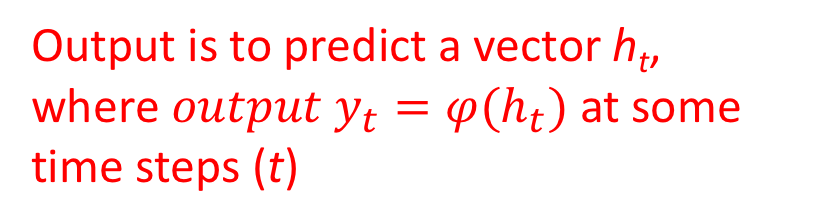 Output is to predict a vector hₜ,
where output yₜ = φ(hₜ) at some
time steps (t)